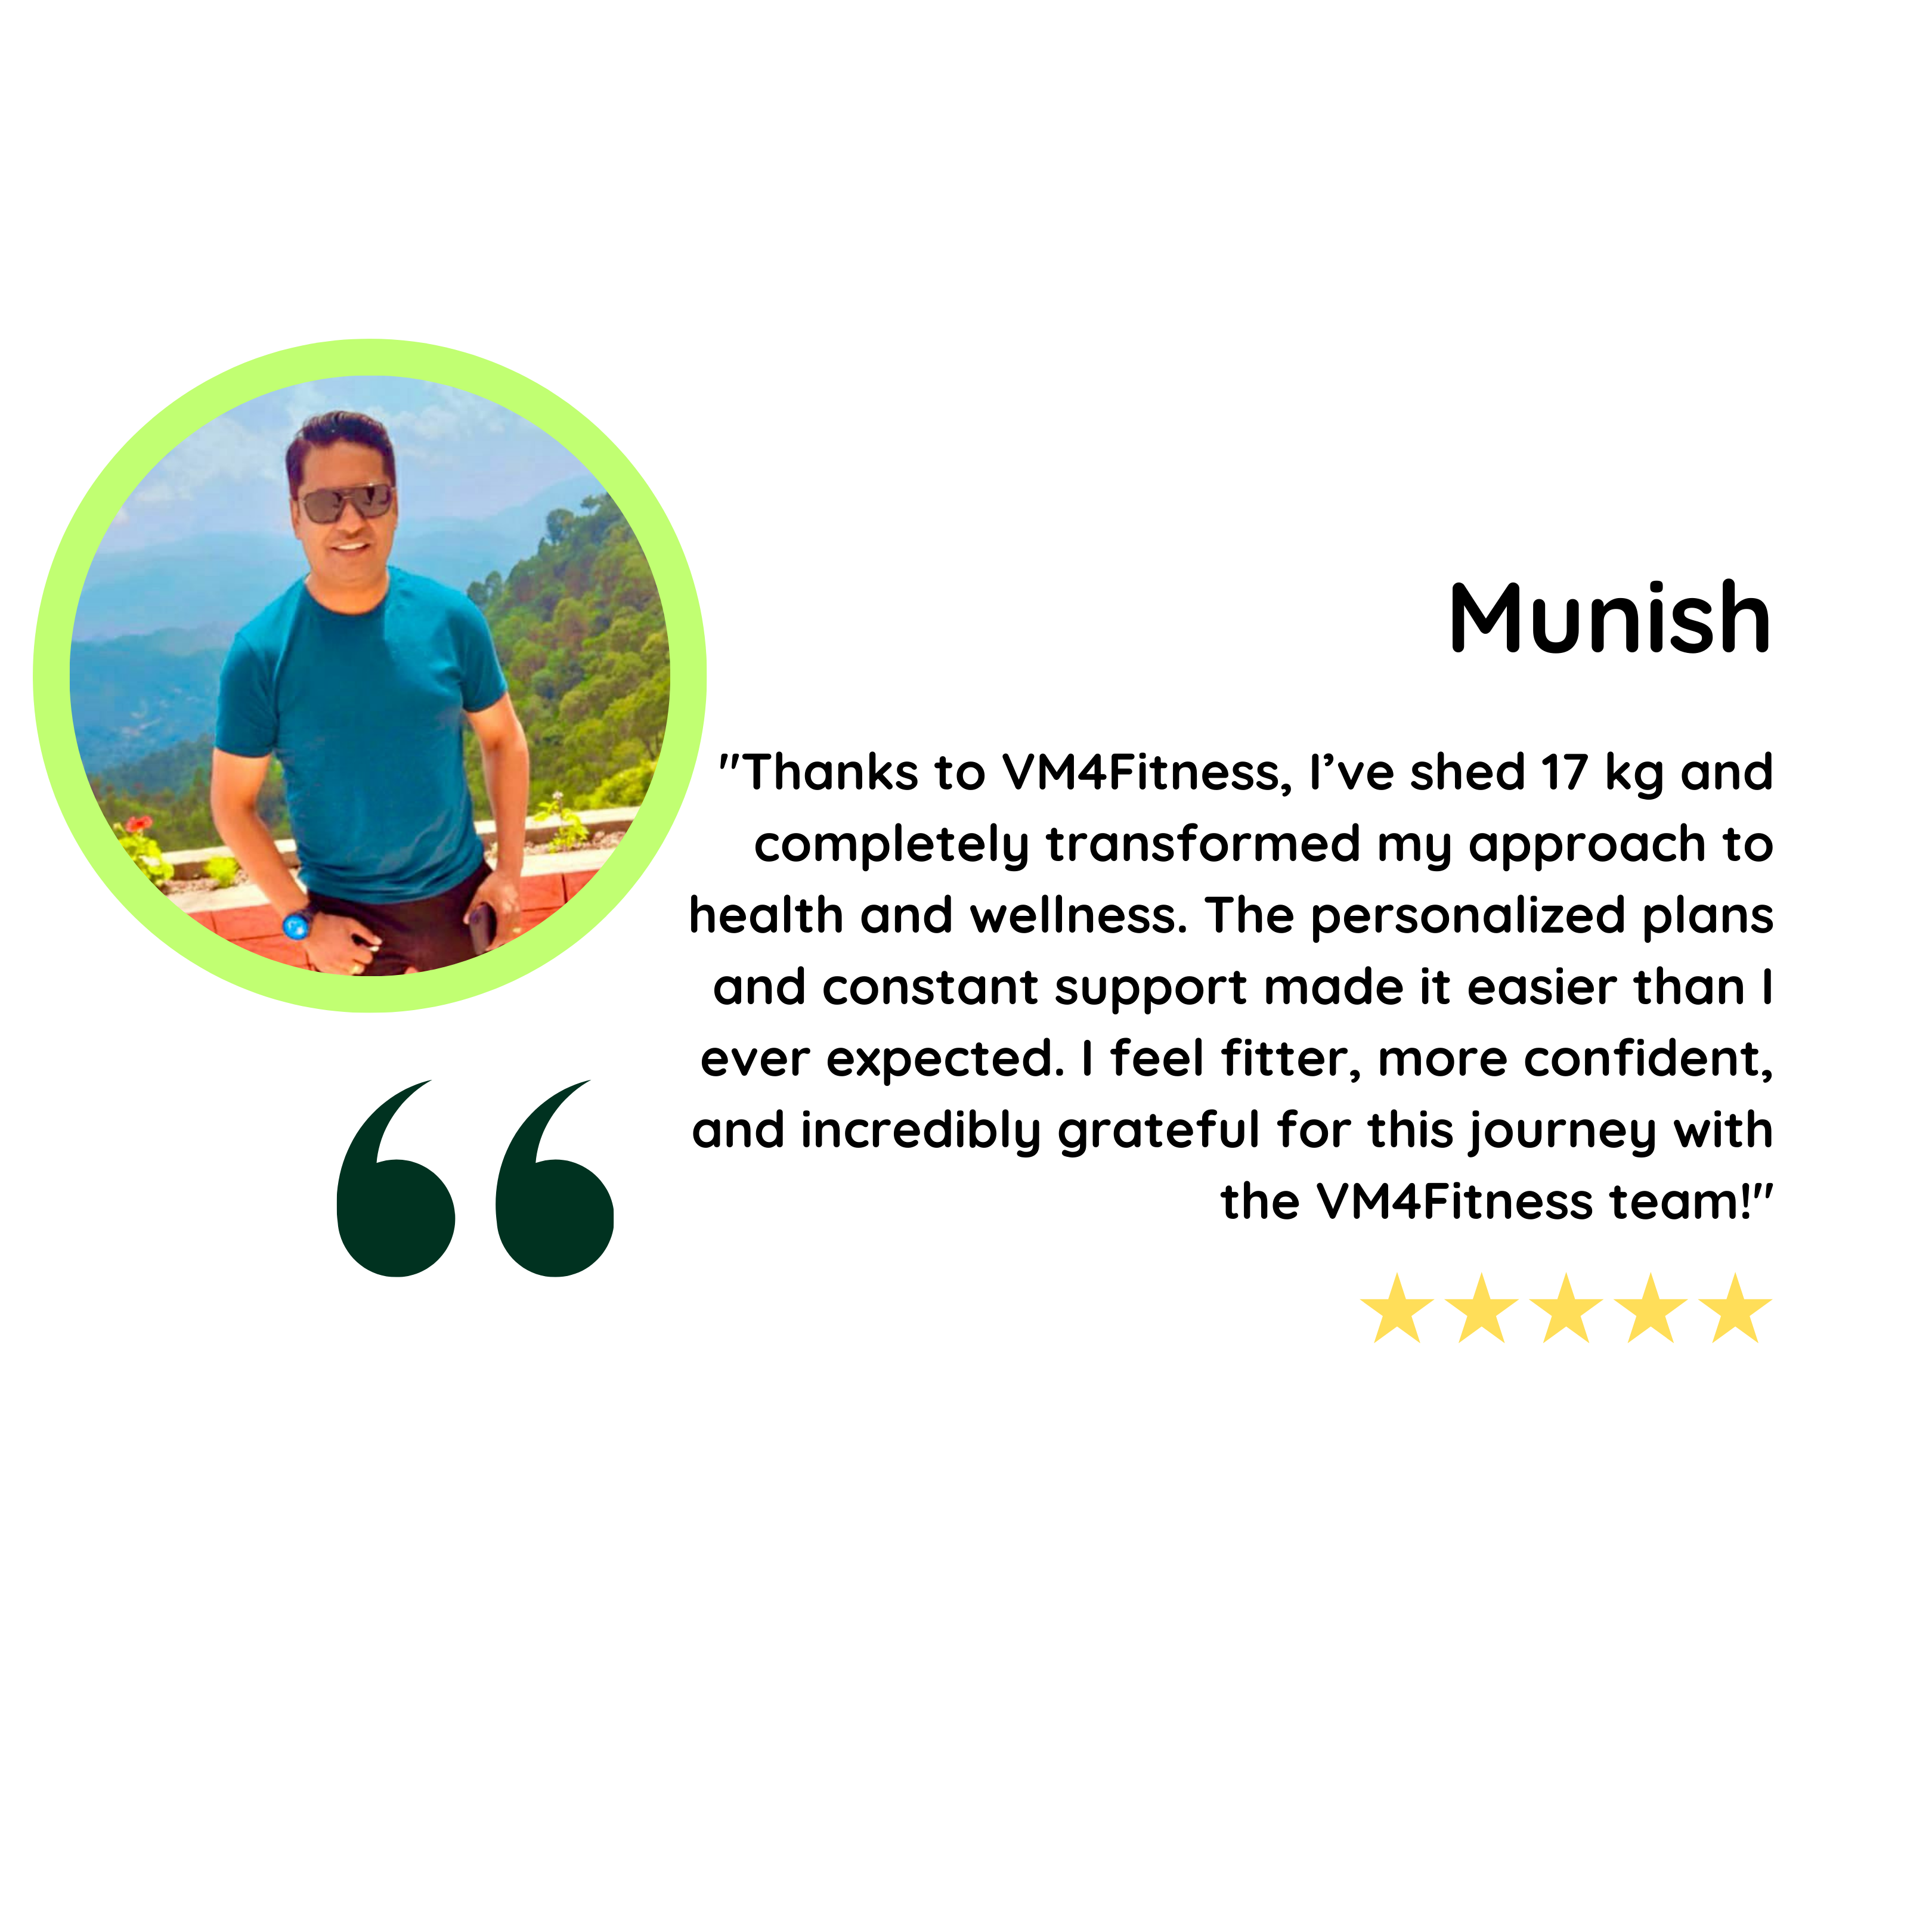 Munish
"Thanks to VM4Fitness, I’ve shed 17 kg and
completely transformed my approach to
health and wellness. The personalized plans
and constant support made it easier than I
ever expected. I feel fitter, more confident,
and incredibly grateful for this journey with
the VM4Fitness team!"